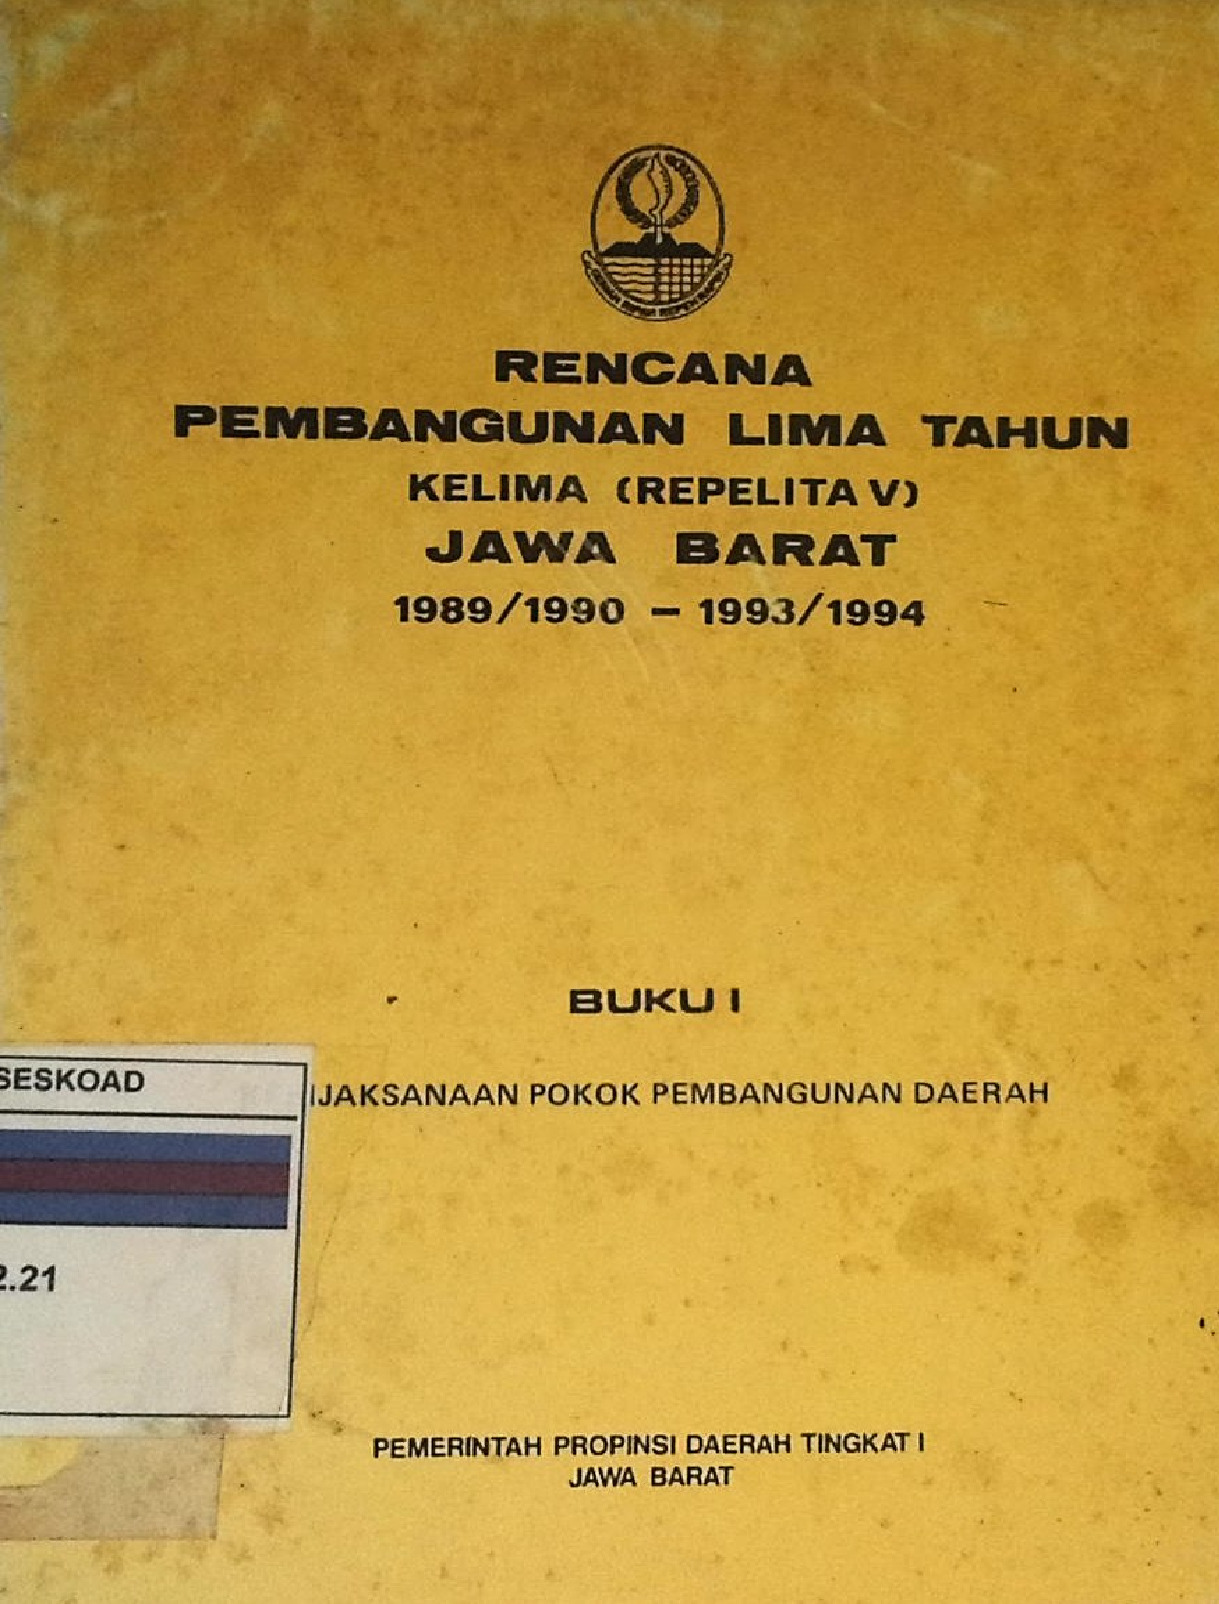 RENCANA
PEMBANGUNAN LIMA TAHUN
KELIMA (REPELITA V)
JAWA BARAT
1989/1990 — 1993/1994
BUKU I
IJAKSANAAN POKOK PEMBANGUNAN DAERAH
SESKOAD
2.21
PEMERINTAH PROPINSI DAERAH TINGKAT I
JAWA BARAT